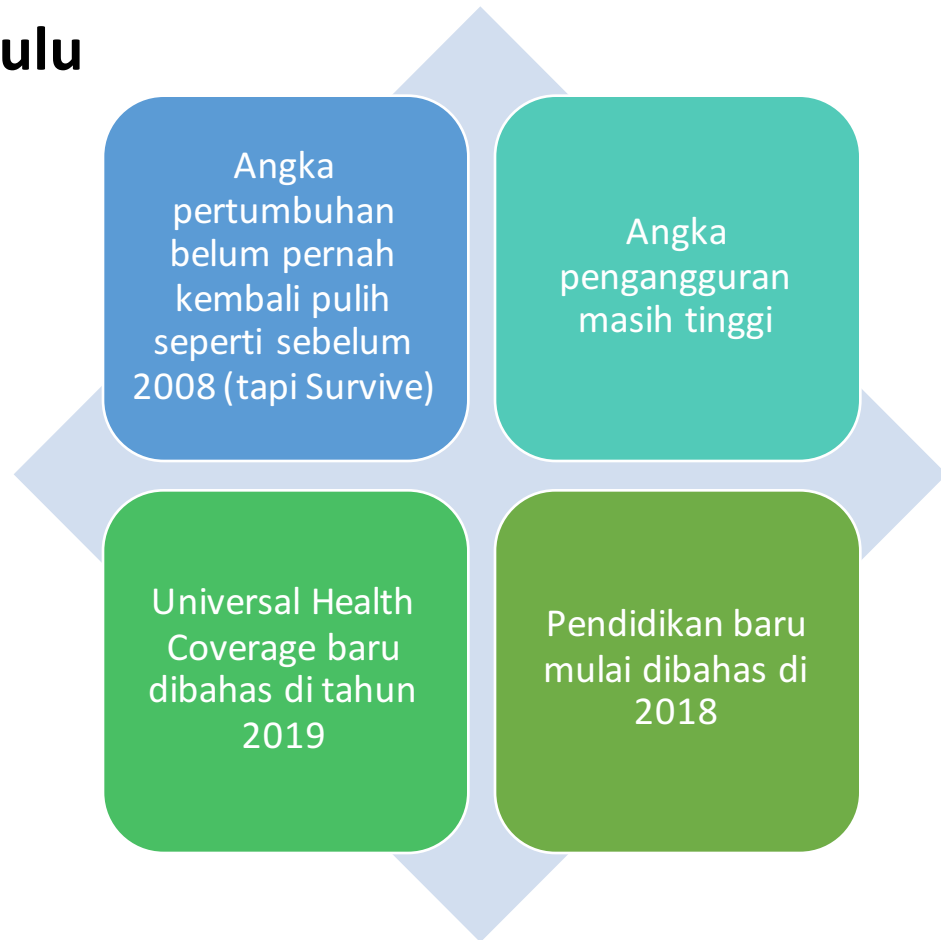 ulu
Angka
pertumbuhan
belum pernah
kembali pulih
seperti sebelum
2008 (tapi Survive)
Angka
pengangguran
masih tinggi
Universal Health
Coverage baru
dibahas di tahun
2019
Pendidikan baru
mulai dibahas di
2018